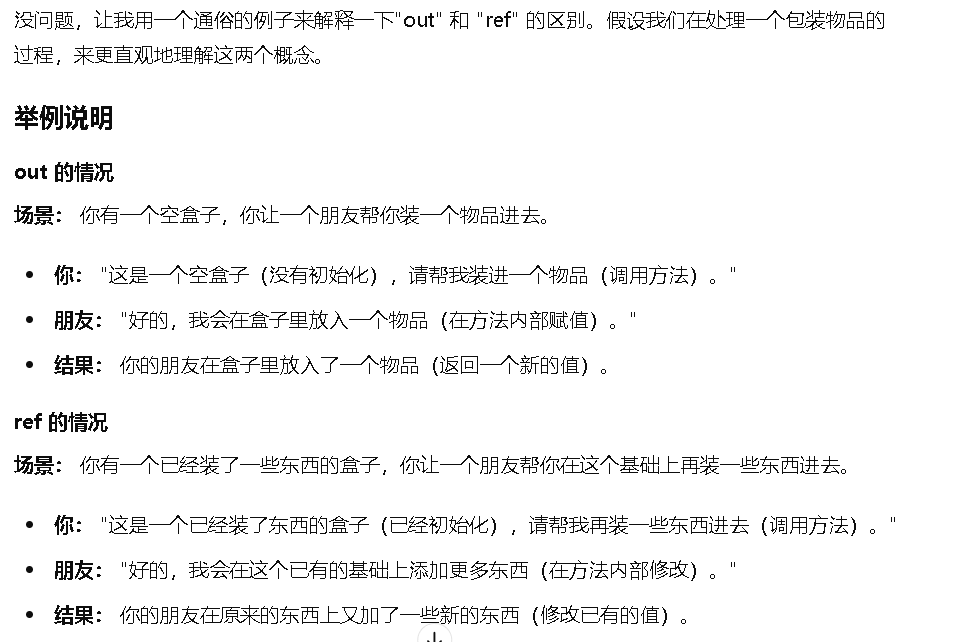 没问题，让我用一个通俗的例子来解释一下"out" 和 "ref" 的区别。假设我们在处理一个包装物品的
过程，来更直观地理解这两个概念。
举例说明
out 的情况
场景： 你有一个空盒子，你让一个朋友帮你装一个物品进去。
• 你： "这是一个空盒子（没有初始化），请帮我装进一个物品（调用方法）。"
• 朋友： "好的，我会在盒子里放入一个物品（在方法内部赋值）。"
• 结果： 你的朋友在盒子里放入了一个物品（返回一个新的值）。
ref 的情况
场景： 你有一个已经装了一些东西的盒子，你让一个朋友帮你在这个基础上再装一些东西进去。
• 你： "这是一个已经装了东西的盒子（已经初始化），请帮我再装一些东西进去（调用方法）。"
• 朋友： "好的，我会在这个已有的基础上添加更多东西（在方法内部修改）。"
• 结果： 你的朋友在原来的东西上又加了一些新的东西（修改已有的值）。